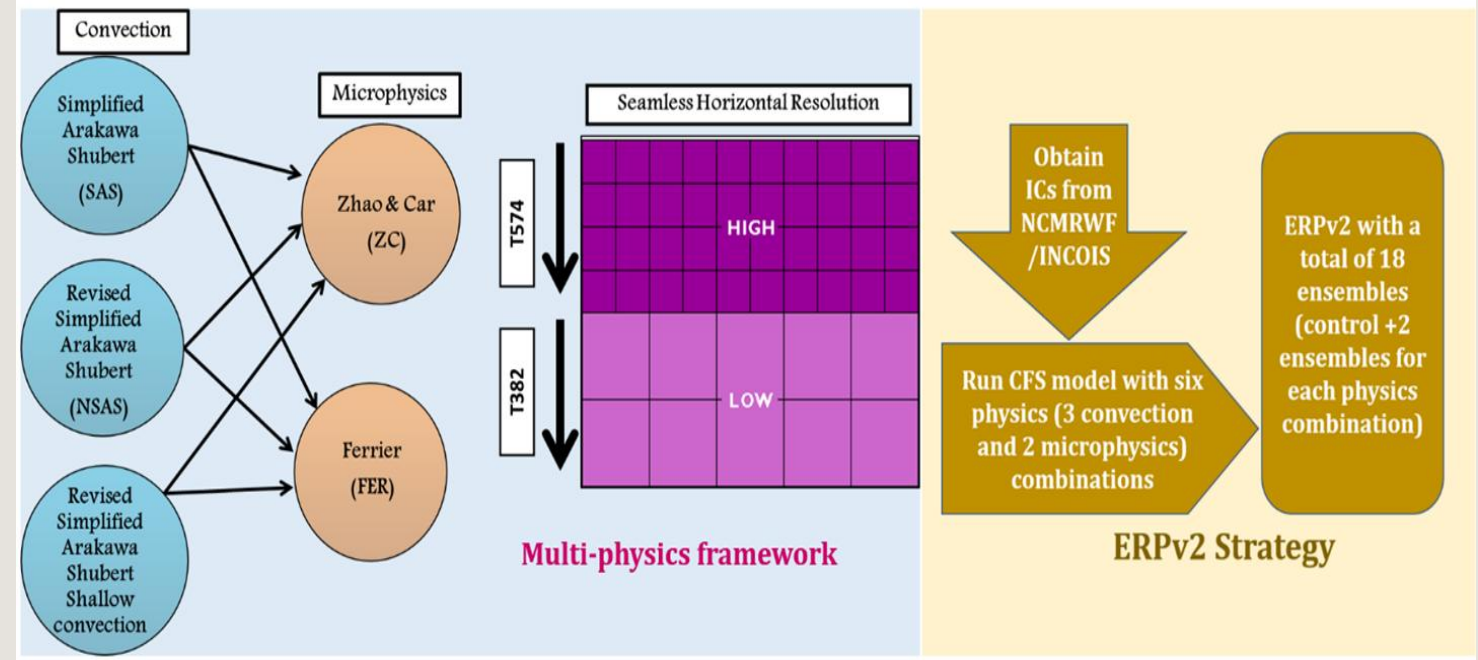 Convection
Simplified
Arakawa
Shubert
(SAS)
Revised
Simplified
Arakawa
Shubert
(NSAS)
Revised
Simplified
Arakawa
Shubert
Shallow
convection
Microphysics
Zhao & Car
(ZC)
Ferrier
(FER)
Seamless Horizontal Resolution
T574
HIGH
T382
LOW
Multi-physics framework
Obtain
ICs from
NCMRWF
/INCOIS
Run CFS model with six
physics (3 convection
and 2 microphysics)
combinations
ERPv2 with a
total of 18
ensembles
(control +2
ensembles for
each physics
combination)
ERPv2 Strategy